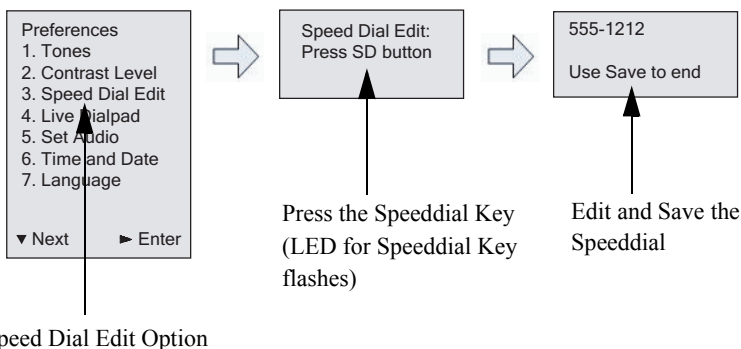 Preferences
1. Tones
2. Contrast Level
3. Speed Dial Edit
4. Live Dialpad
5. Set Audio
6. Time and Date
7. Language
▼ Next ► Enter
Speed Dial Edit:
Press SD button
555-1212
Use Save to end
Press the Speeddial Key
(LED for Speeddial Key
flashes)
Edit and Save the
Speeddial
peed Dial Edit Option